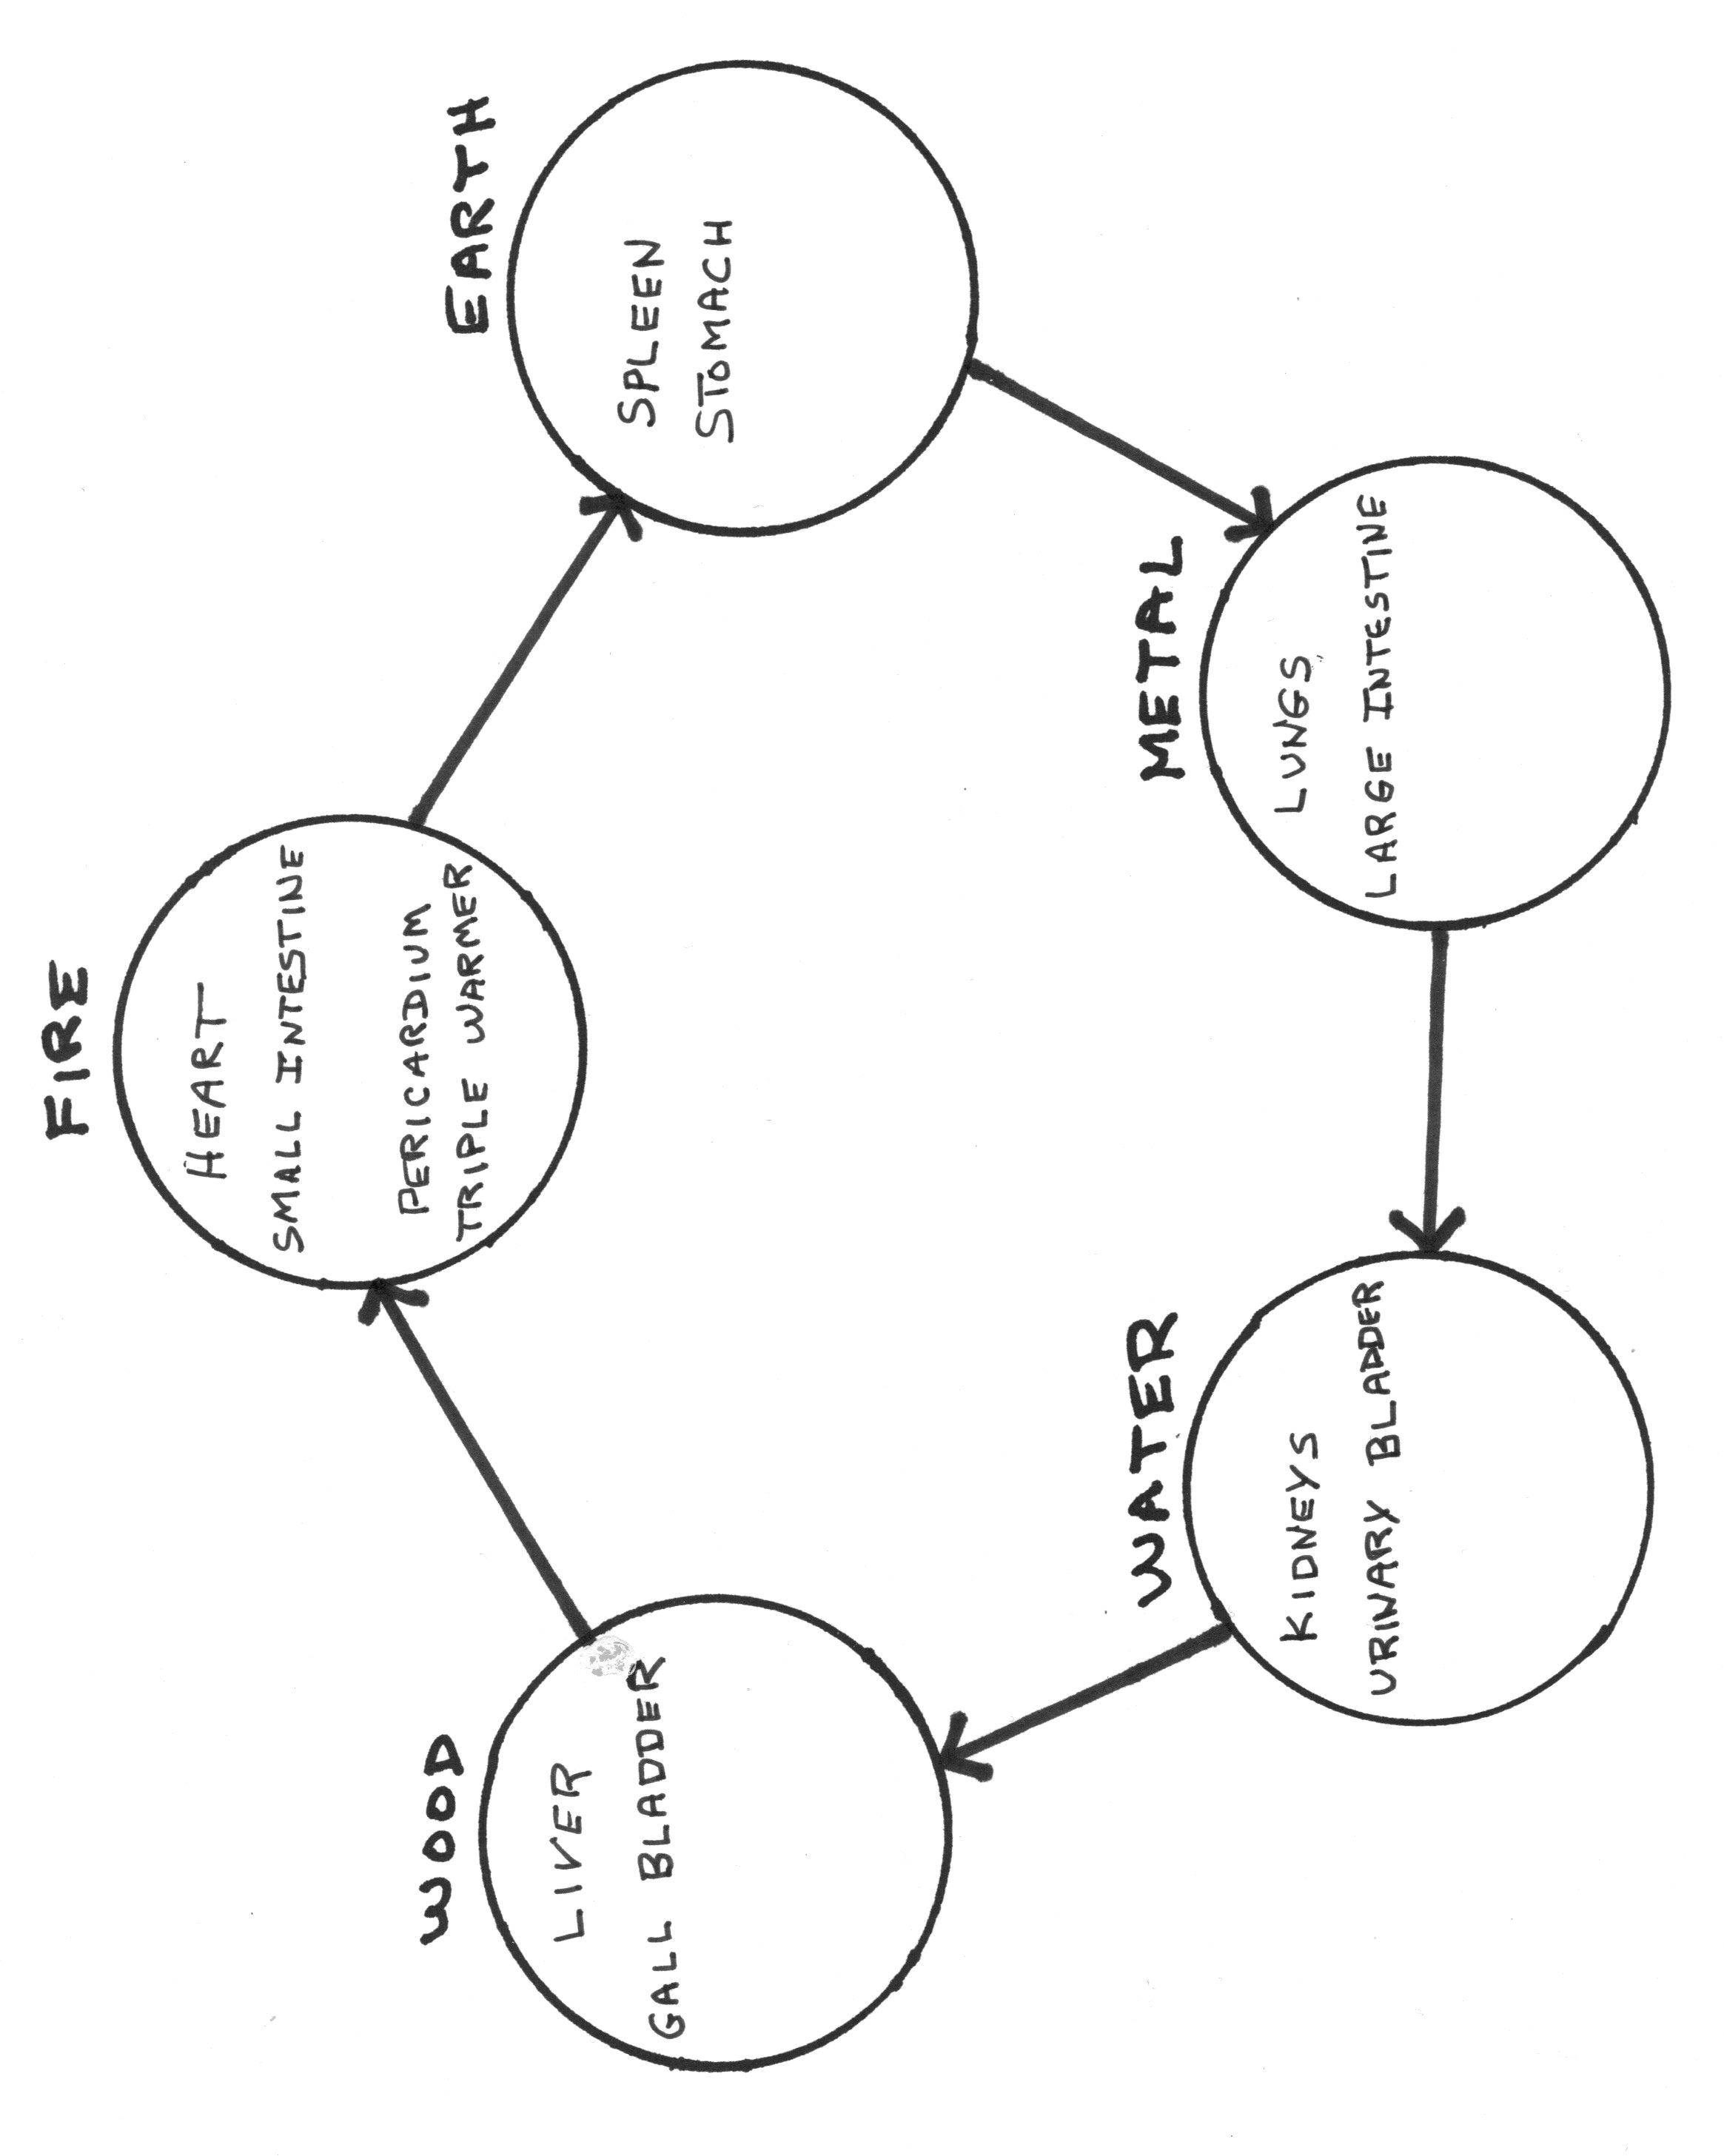 FIRE
HEART
SMALL INTESTINE
PERICARDIUM
TRIPLE WARMER
EARTH
SPLEEN
STOMACH
METAL
LUNGS
LARGE INTESTINE
WATER
KIDNEYS
URINARY BLADDER
WOOD
LIVER
GALL BLADDER